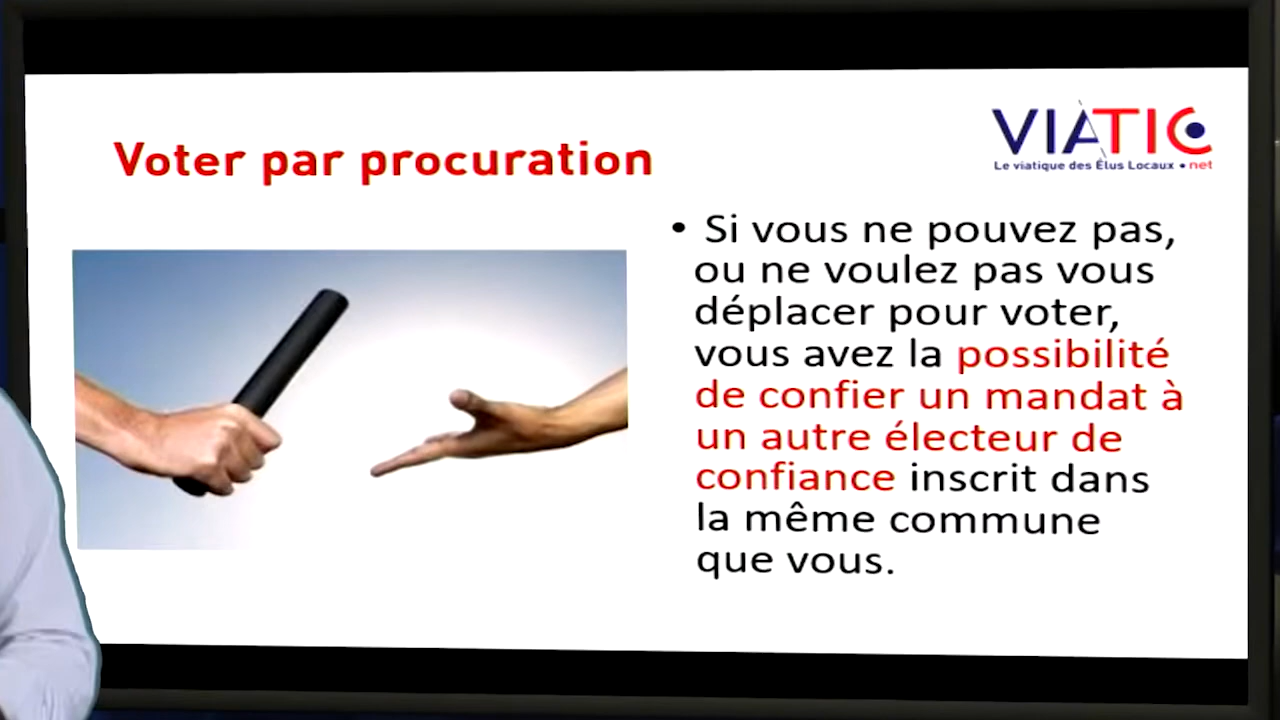 VIÀTIC
Le viatique des Élus Locaux • net
Voter par procuration
• Si vous ne pouvez pas,
ou ne voulez pas vous
déplacer pour voter,
vous avez la possibilité
de confier un mandat à
un autre électeur de
confiance inscrit dans
la même commune
que vous.